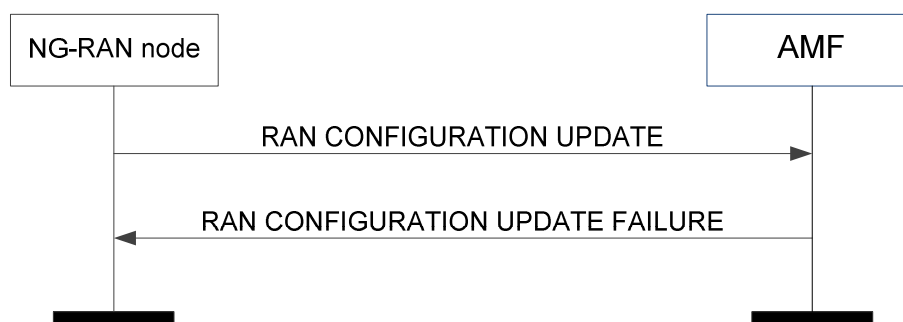 NG-RAN node
AMF
RAN CONFIGURATION UPDATE
RAN CONFIGURATION UPDATE FAILURE